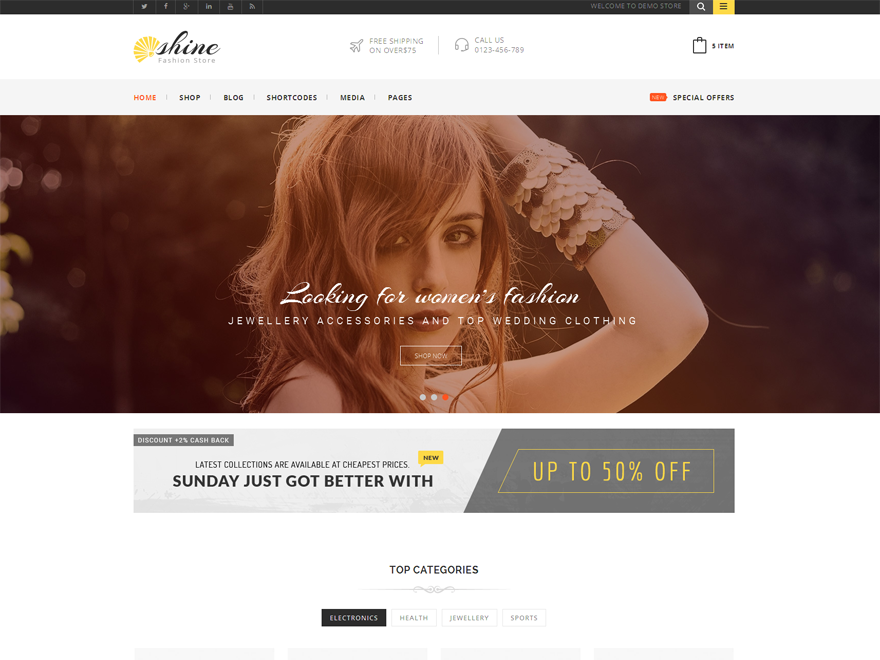 WELCOME TO DEMO STORE
shine
Fashion Store
FREE SHIPPING
ON OVER$75
CALL US
0123-456-789
5 ITEM
HOME
SHOP
BLOG
SHORTCODES
MEDIA
PAGES
NEW
SPECIAL OFFERS
Looking for women's fashion
JEWELLERY ACCESSORIES AND TOP WEDDING CLOTHING
SHOP NOW
DISCOUNT +2% CASH BACK
NEW
LATEST COLLECTIONS ARE AVAILABLE AT CHEAPEST PRICES.
SUNDAY JUST GOT BETTER WITH
UP TO 50% OFF
TOP CATEGORIES
ELECTRONICS
HEALTH
JEWELLERY
SPORTS